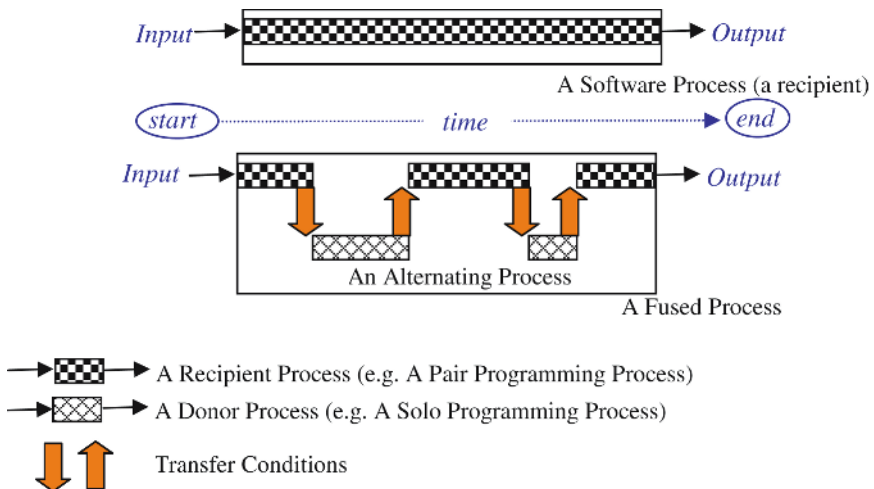 Input
Output
A Software Process (a recipient)
start
time
end
Input
Output
An Alternating Process
A Fused Process
A Recipient Process (e.g. A Pair Programming Process)
A Donor Process (e.g. A Solo Programming Process)
Transfer Conditions